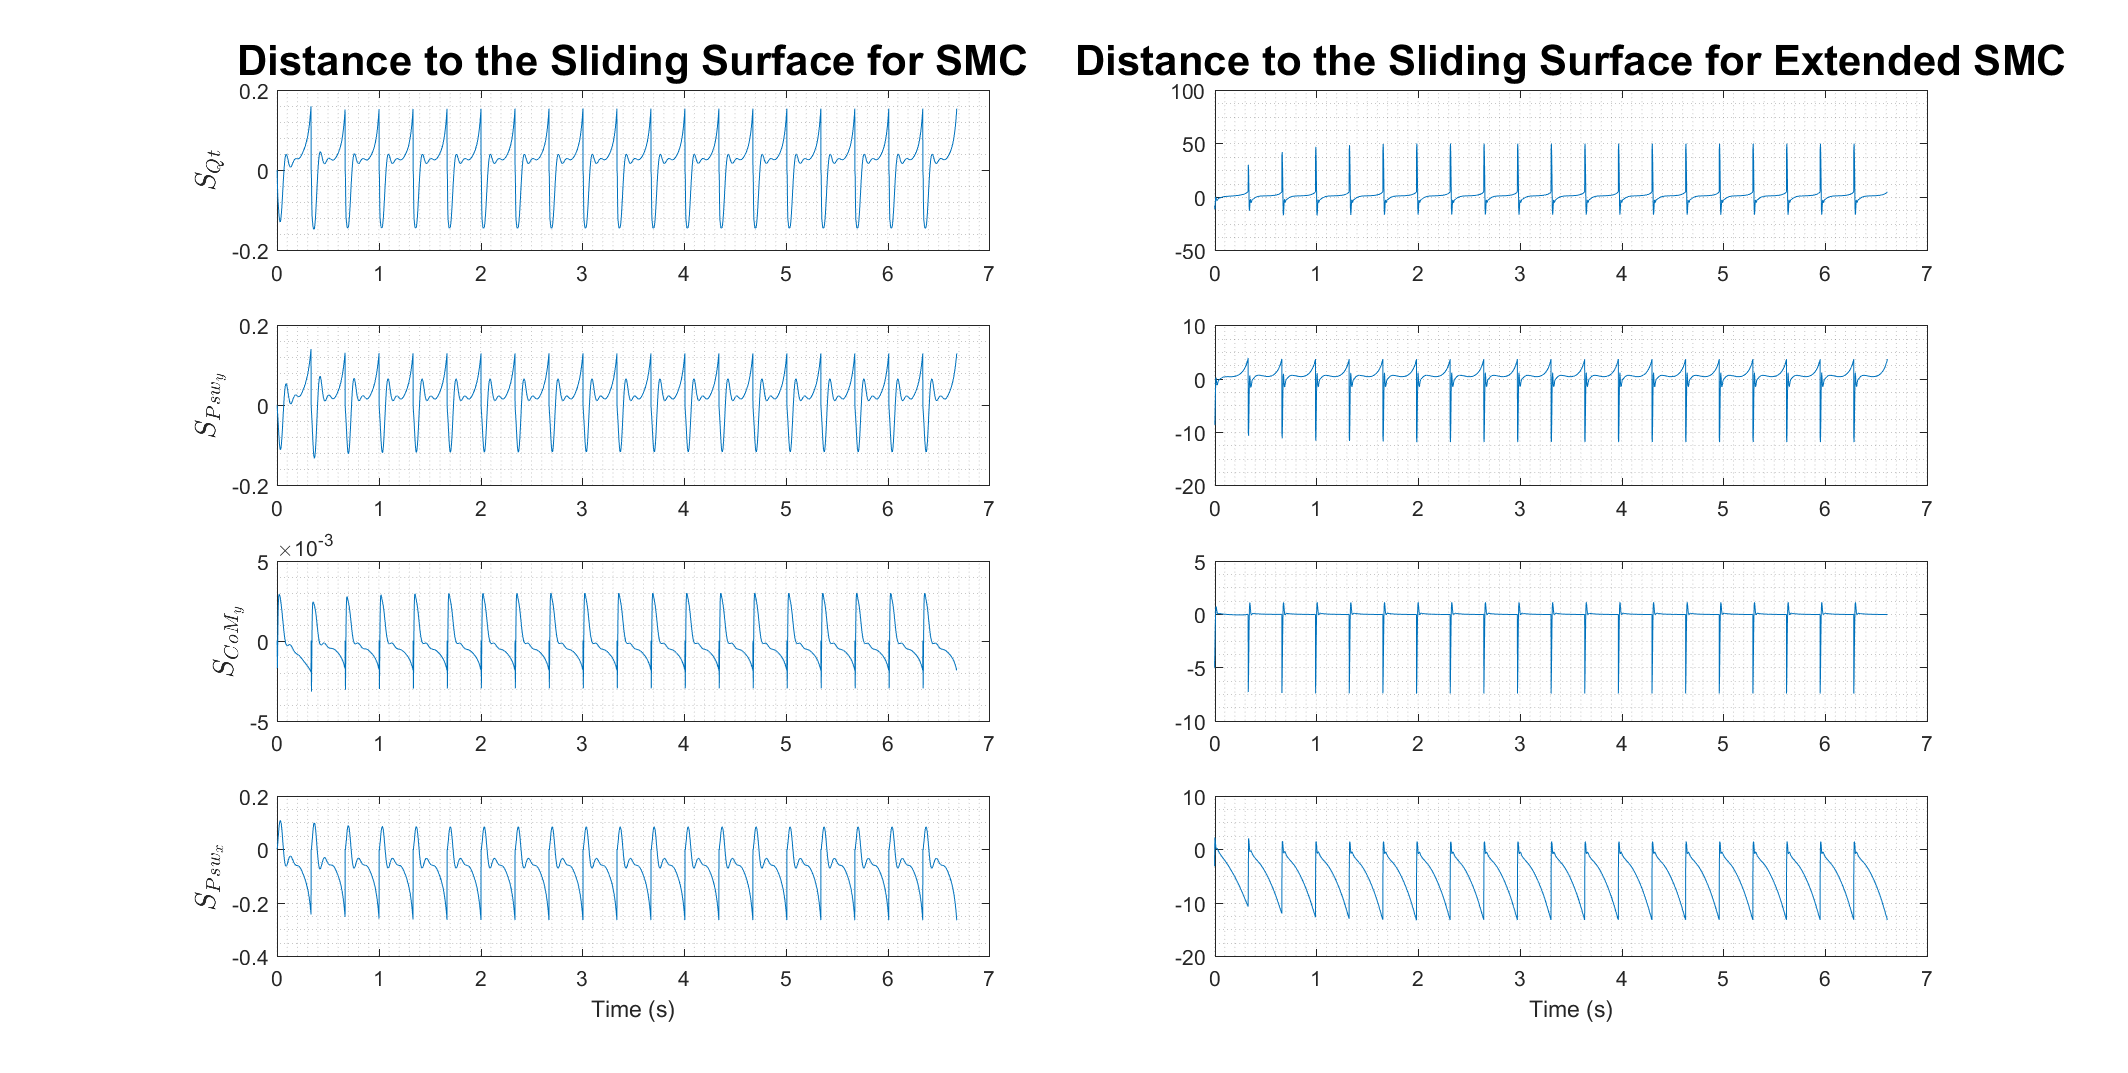 Distance to the Sliding Surface for SMC
0.2
0
-0.2
S_{Qt}
0 1 2 3 4 5 6 7
0.2
0
-0.2
S_{Psw_y}
0 1 2 3 4 5 6 7
×10^{-3}
5
0
-5
S_{CoM_y}
0 1 2 3 4 5 6 7
0.2
0
-0.2
-0.4
S_{Psw_x}
0 1 2 3 4 5 6 7
Time (s)
Distance to the Sliding Surface for Extended SMC
100
50
0
-50
0 1 2 3 4 5 6 7
10
0
-10
-20
0 1 2 3 4 5 6 7
5
0
-5
-10
0 1 2 3 4 5 6 7
10
0
-10
-20
0 1 2 3 4 5 6 7
Time (s)